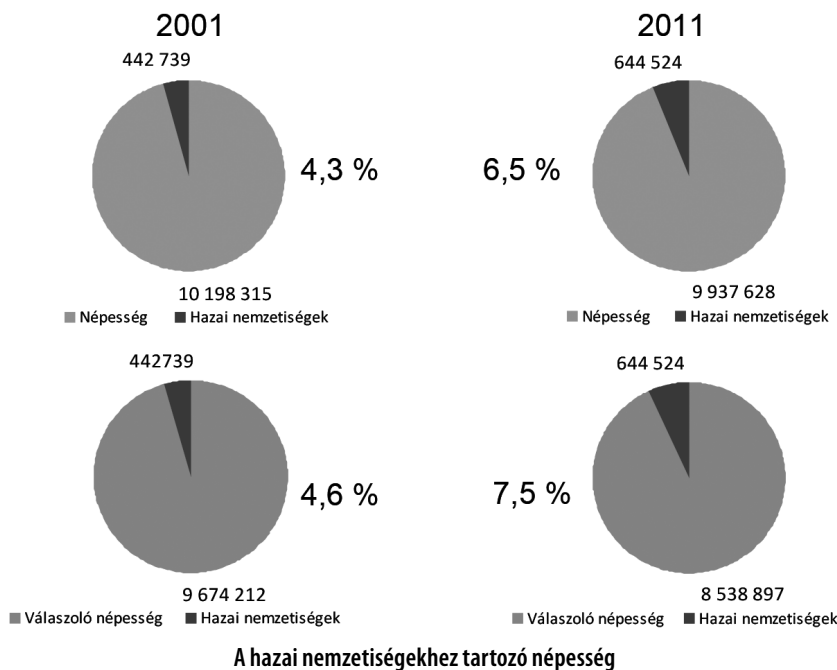 2001
442 739
4,3 %
10 198 315
Népesség Hazai nemzetiségek
2011
644 524
6,5 %
9 937 628
Népesség Hazai nemzetiségek
442739
4,6 %
9 674 212
Válaszoló népesség Hazai nemzetiségek
644 524
7,5 %
8 538 897
Válaszoló népesség Hazai nemzetiségek
A hazai nemzetiségekhez tartozó népesség